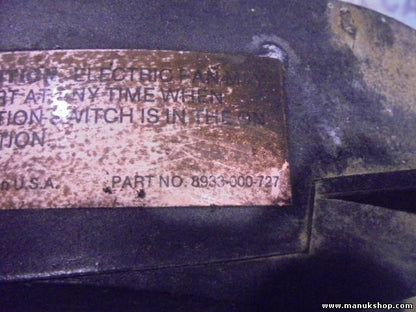 TION. ELECTRIC FAN MAY
RT AT ANY TIME WHEN
TION SWITCH IS IN THE ON
TION
U.S.A. PART NO. 8933-000-727
www.manukshop.com